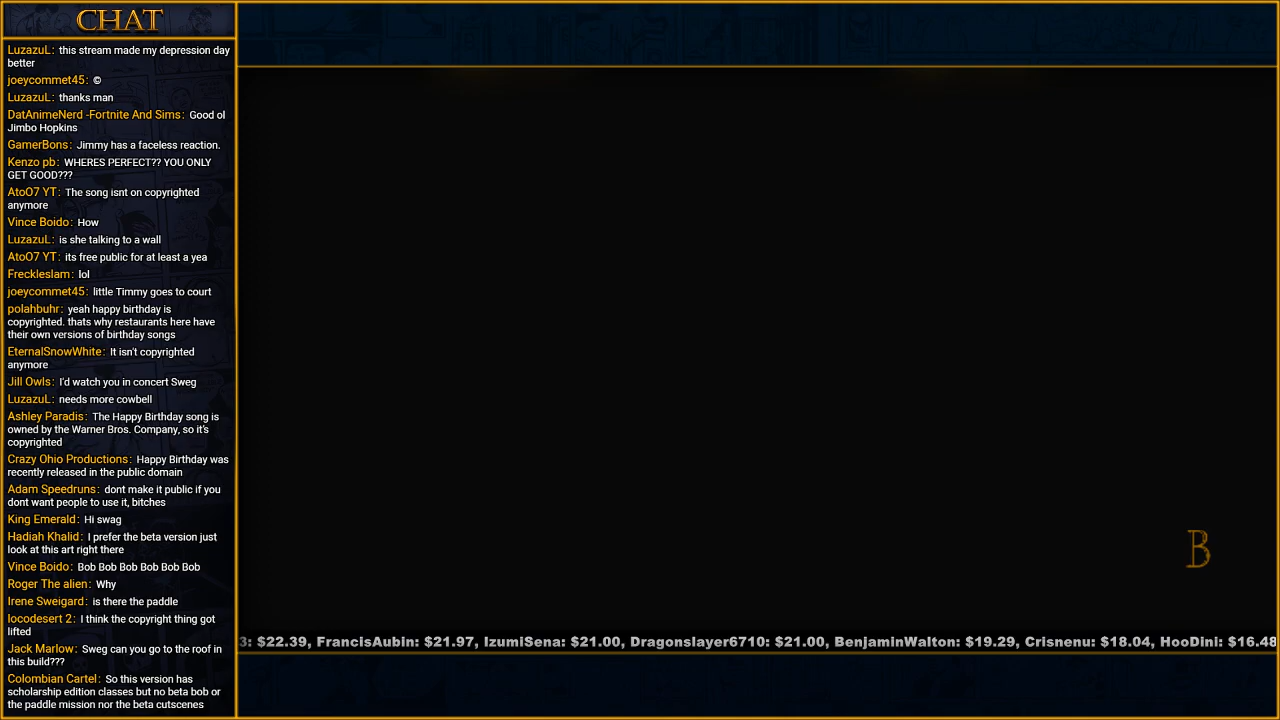 CHAT
LuzazuL: this stream made my depression day
better
joeycommet45: ©
LuzazuL: thanks man
DatAnimeNerd -Fortnite And Sims: Good ol
Jimbo Hopkins
GamerBons: Jimmy has a faceless reaction.
Kenzo pb: WHERES PERFECT?? YOU ONLY
GET GOOD???
AtoO7 YT: The song isnt on copyrighted
anymore
Vince Boido: How
LuzazuL: is she talking to a wall
AtoO7 YT: its free public for at least a yea
Freckleslam: lol
joeycommet45: little Timmy goes to court
polahbuhr: yeah happy birthday is
copyrighted. thats why restaurants here have
their own versions of birthday songs
EternalSnowWhite: It isn't copyrighted
anymore
Jill Owls: I'd watch you in concert Sweg
LuzazuL: needs more cowbell
Ashley Paradis: The Happy Birthday song is
owned by the Warner Bros. Company, so it's
copyrighted
Crazy Ohio Productions: Happy Birthday was
recently released in the public domain
Adam Speedruns: dont make it public if you
dont want people to use it, bitches
King Emerald: Hi swag
Hadiah Khalid: I prefer the beta version just
look at this art right there
Vince Boido: Bob Bob Bob Bob Bob Bob
Roger The alien: Why
Irene Sweigard: is there the paddle
locodesert 2: I think the copyright thing got
lifted
Jack Marlow: Sweg can you go to the roof in
this build???
Colombian Cartel: So this version has
scholarship edition classes but no beta bob or
the paddle mission nor the beta cutscenes
B
3: $22.39, FrancisAubin: $21.97, IzumiSena: $21.00, Dragonslayer6710: $21.00, BenjaminWalton: $19.29, Crisnenu: $18.04, HooDini: $16.48